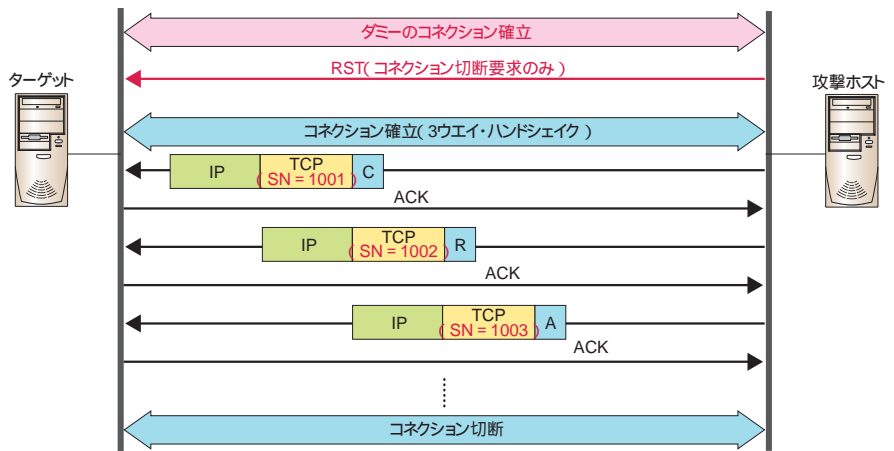 ダミーのコネクション確立
RST(コネクション切断要求のみ)
ターゲット
攻撃ホスト
コネクション確立(3ウエイ・ハンドシェイク)
IP
TCP
(SN = 1001)
C
ACK
IP
TCP
(SN = 1002)
R
ACK
IP
TCP
(SN = 1003)
A
ACK
コネクション切断